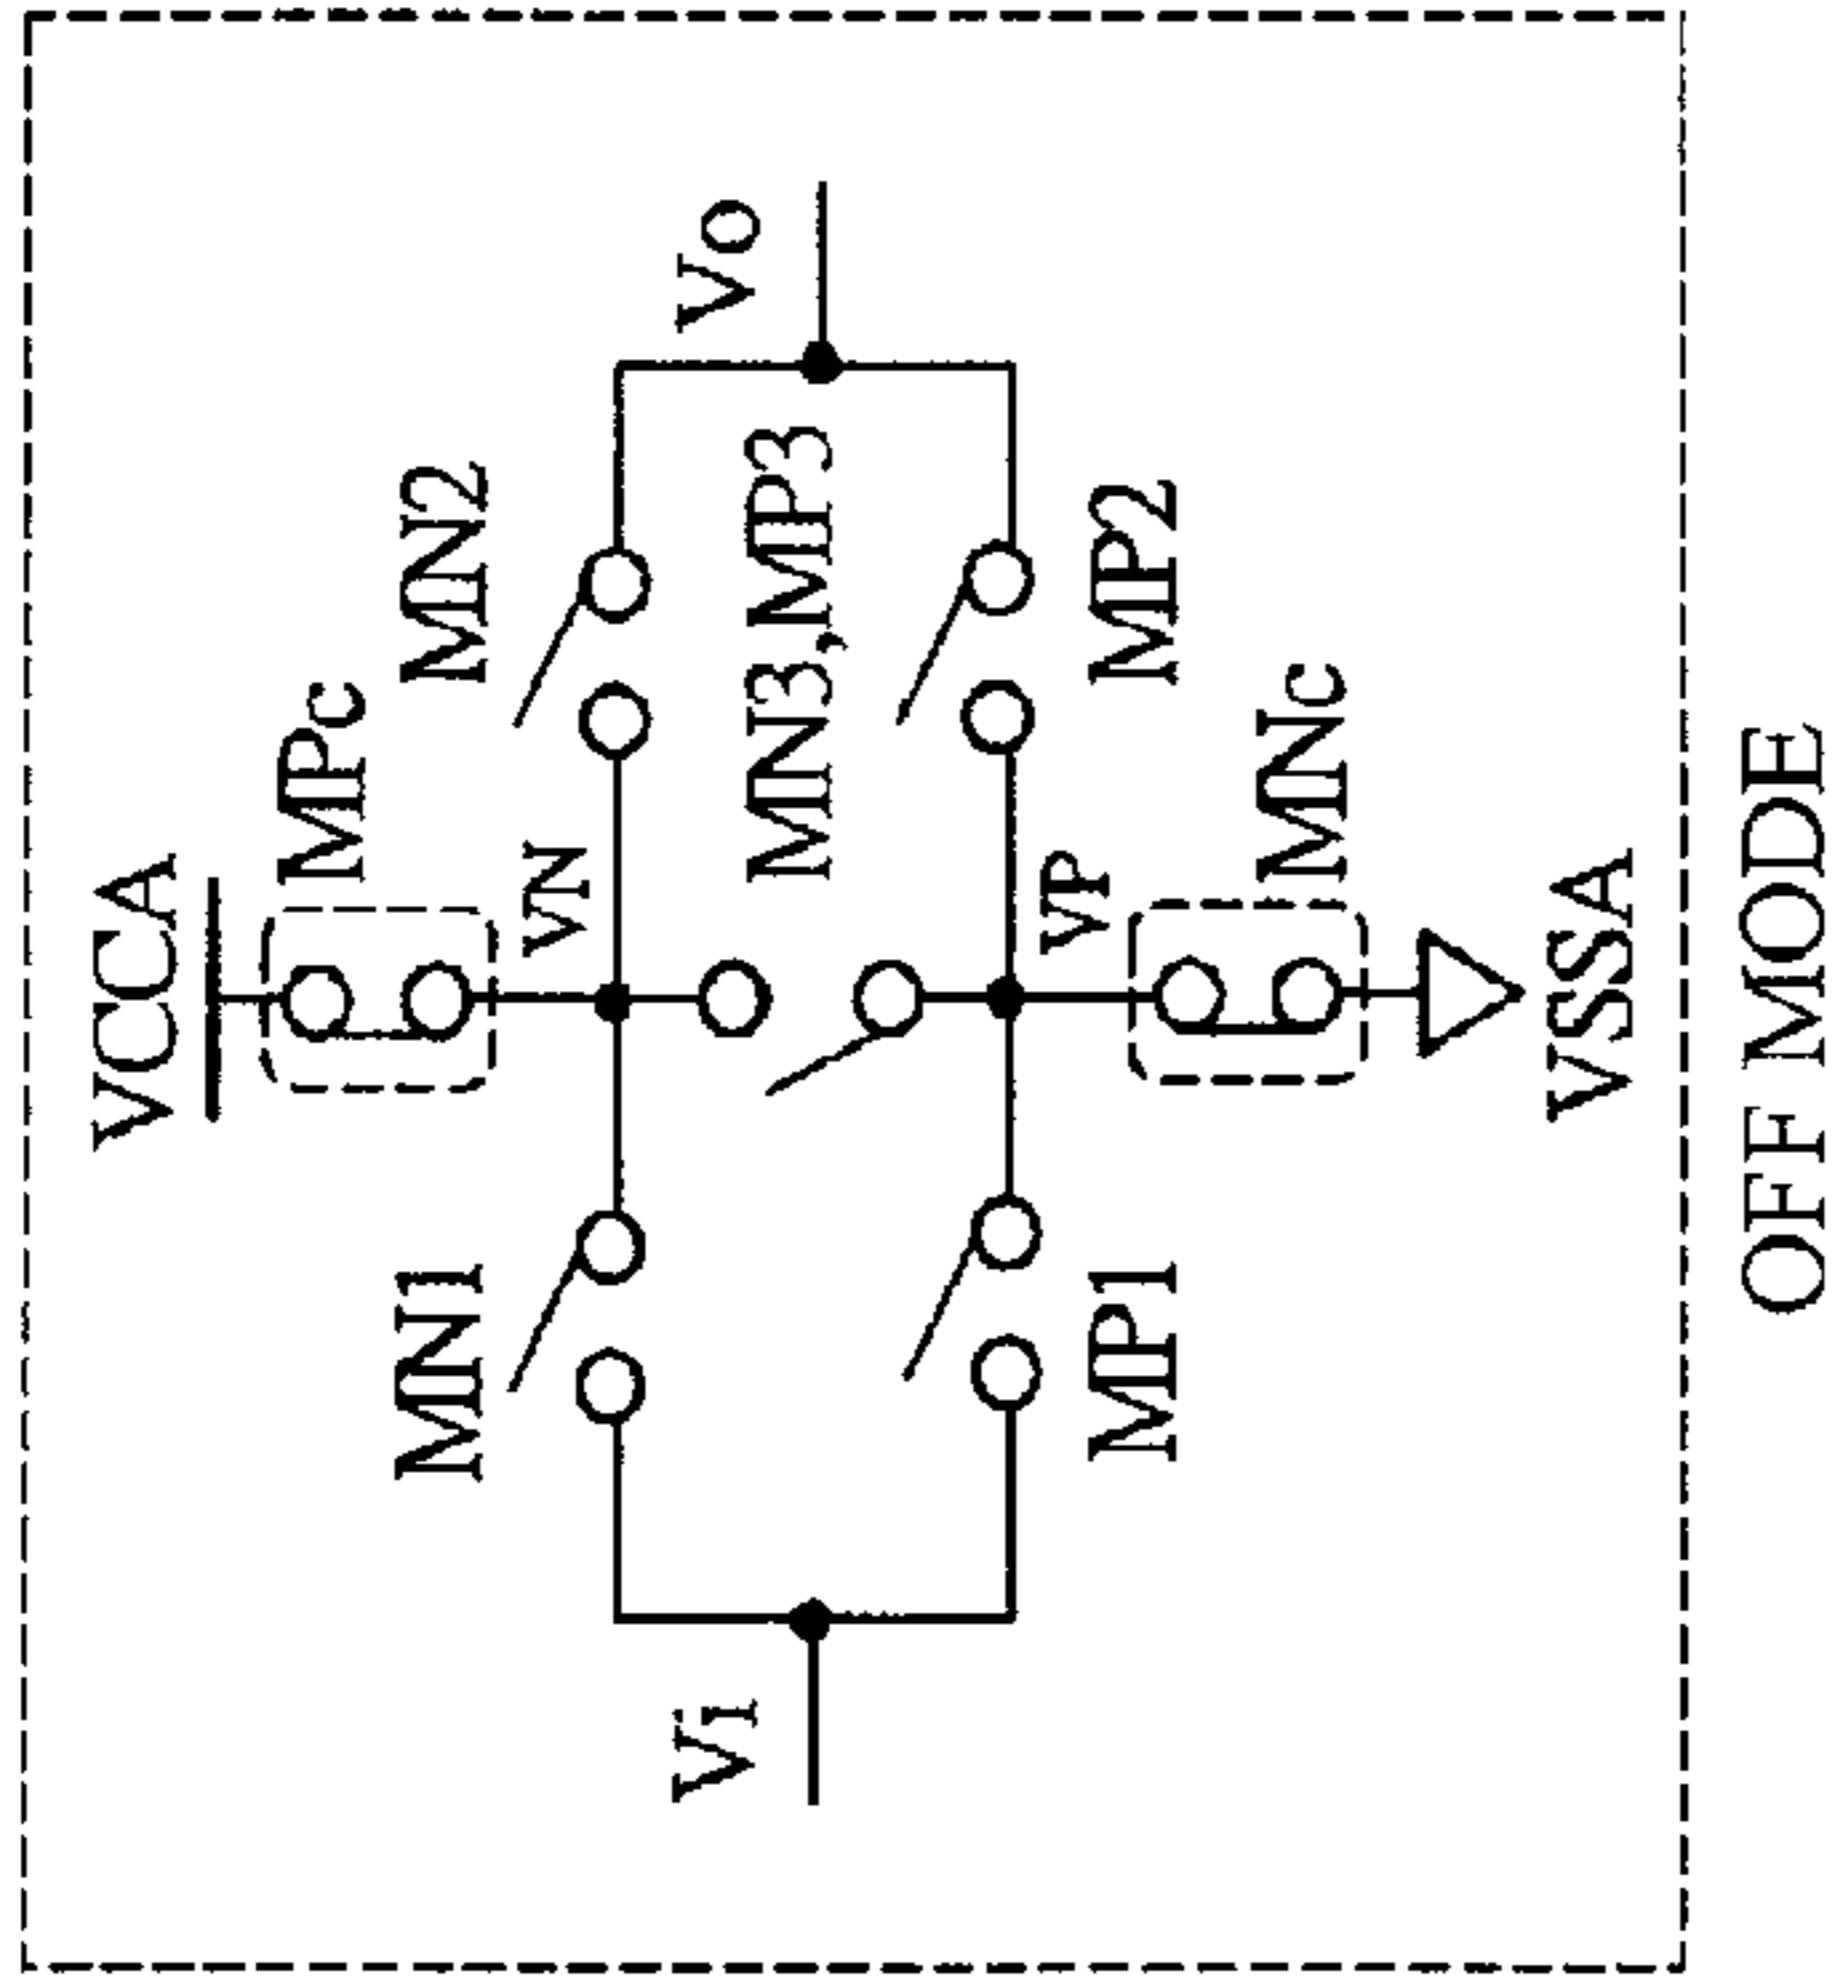 VCCA
MPc
MN1
VN
MN2
Vi
MN3,MP3
Vo
VP
MP1
MP2
MNc
VSSA
OFF MODE